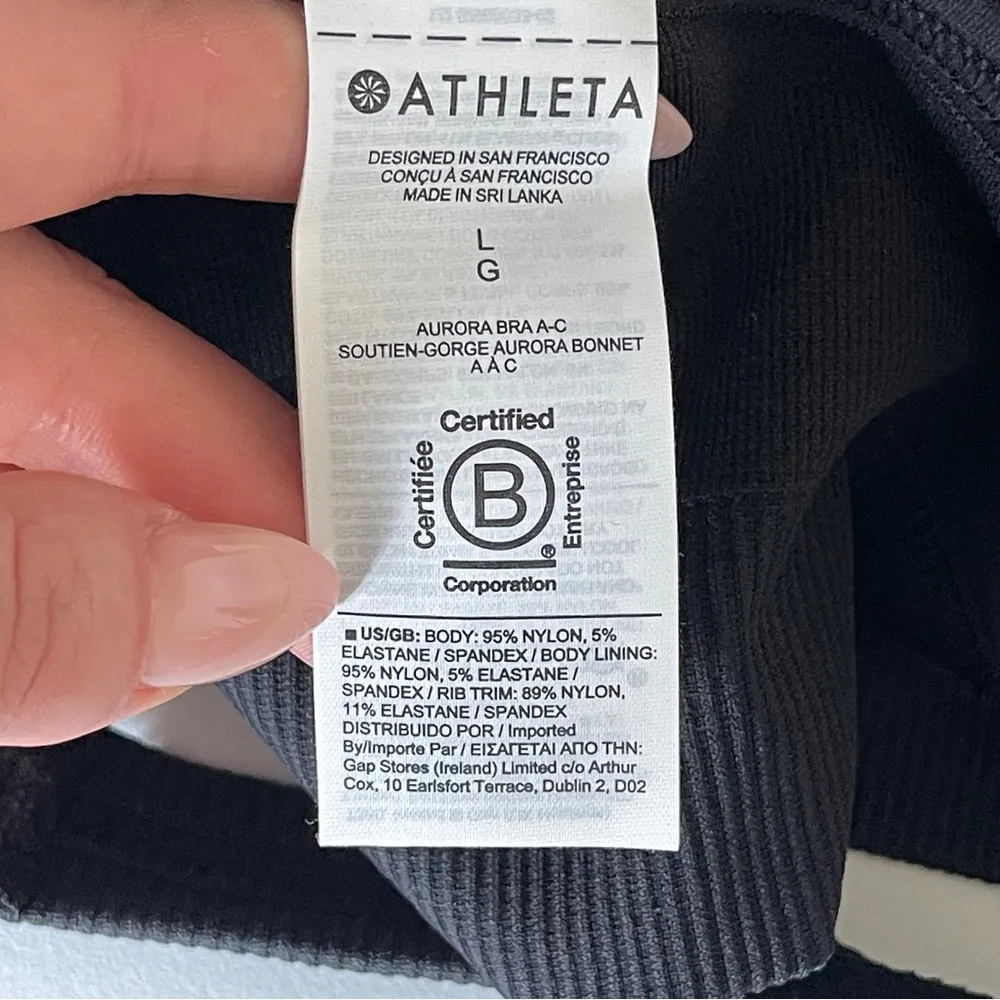 ATHLETA
DESIGNED IN SAN FRANCISCO
CONÇU À SAN FRANCISCO
MADE IN SRI LANKA
L
G
AURORA BRA A-C
SOUTIEN-GORGE AURORA BONNET
A À C
Certified
Certifiée
B
Entreprise
®
Corporation
US/GB: BODY: 95% NYLON, 5%
ELASTANE / SPANDEX / BODY LINING:
95% NYLON, 5% ELASTANE /
SPANDEX / RIB TRIM: 89% NYLON,
11% ELASTANE / SPANDEX
DISTRIBUIDO POR / Imported
By/Importe Par / ΕΙΣΑΓΕΤΑΙ ΑΠΟ ΤΗΝ:
Gap Stores (Ireland) Limited c/o Arthur
Cox, 10 Earlsfort Terrace, Dublin 2, D02